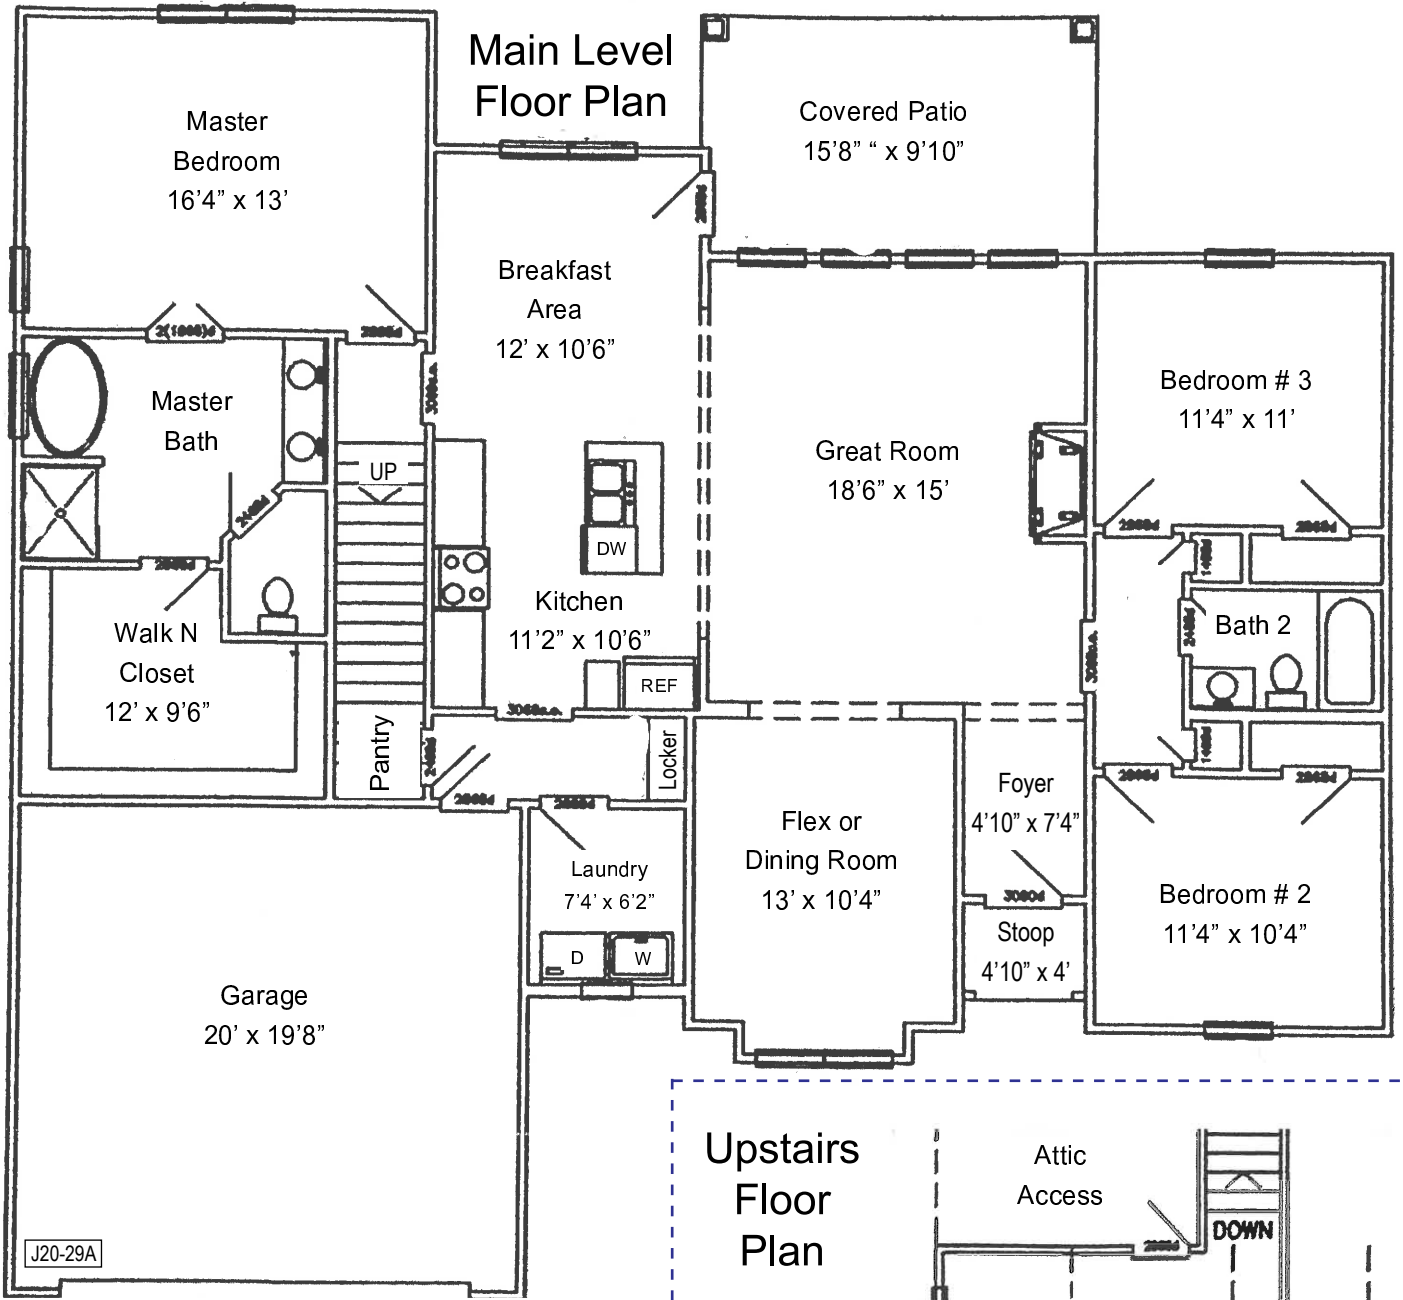 Main Level
Floor Plan
Master
Bedroom
16’4” x 13’
Covered Patio
15’8” “ x 9’10”
Breakfast
Area
12’ x 10’6”
Master
Bath
Great Room
18’6” x 15’
Bedroom # 3
11’4” x 11’
UP
DW
Kitchen
11’2” x 10’6”
REF
Walk N
Closet
12’ x 9’6”
Bath 2
Pantry
Locker
Foyer
4’10” x 7’4”
Flex or
Dining Room
13’ x 10’4”
Laundry
7’4’ x 6’2”
D
W
Stoop
4’10” x 4’
Bedroom # 2
11’4” x 10’4”
Garage
20’ x 19’8”
J20-29A
Upstairs
Floor
Plan
Attic
Access
DOWN